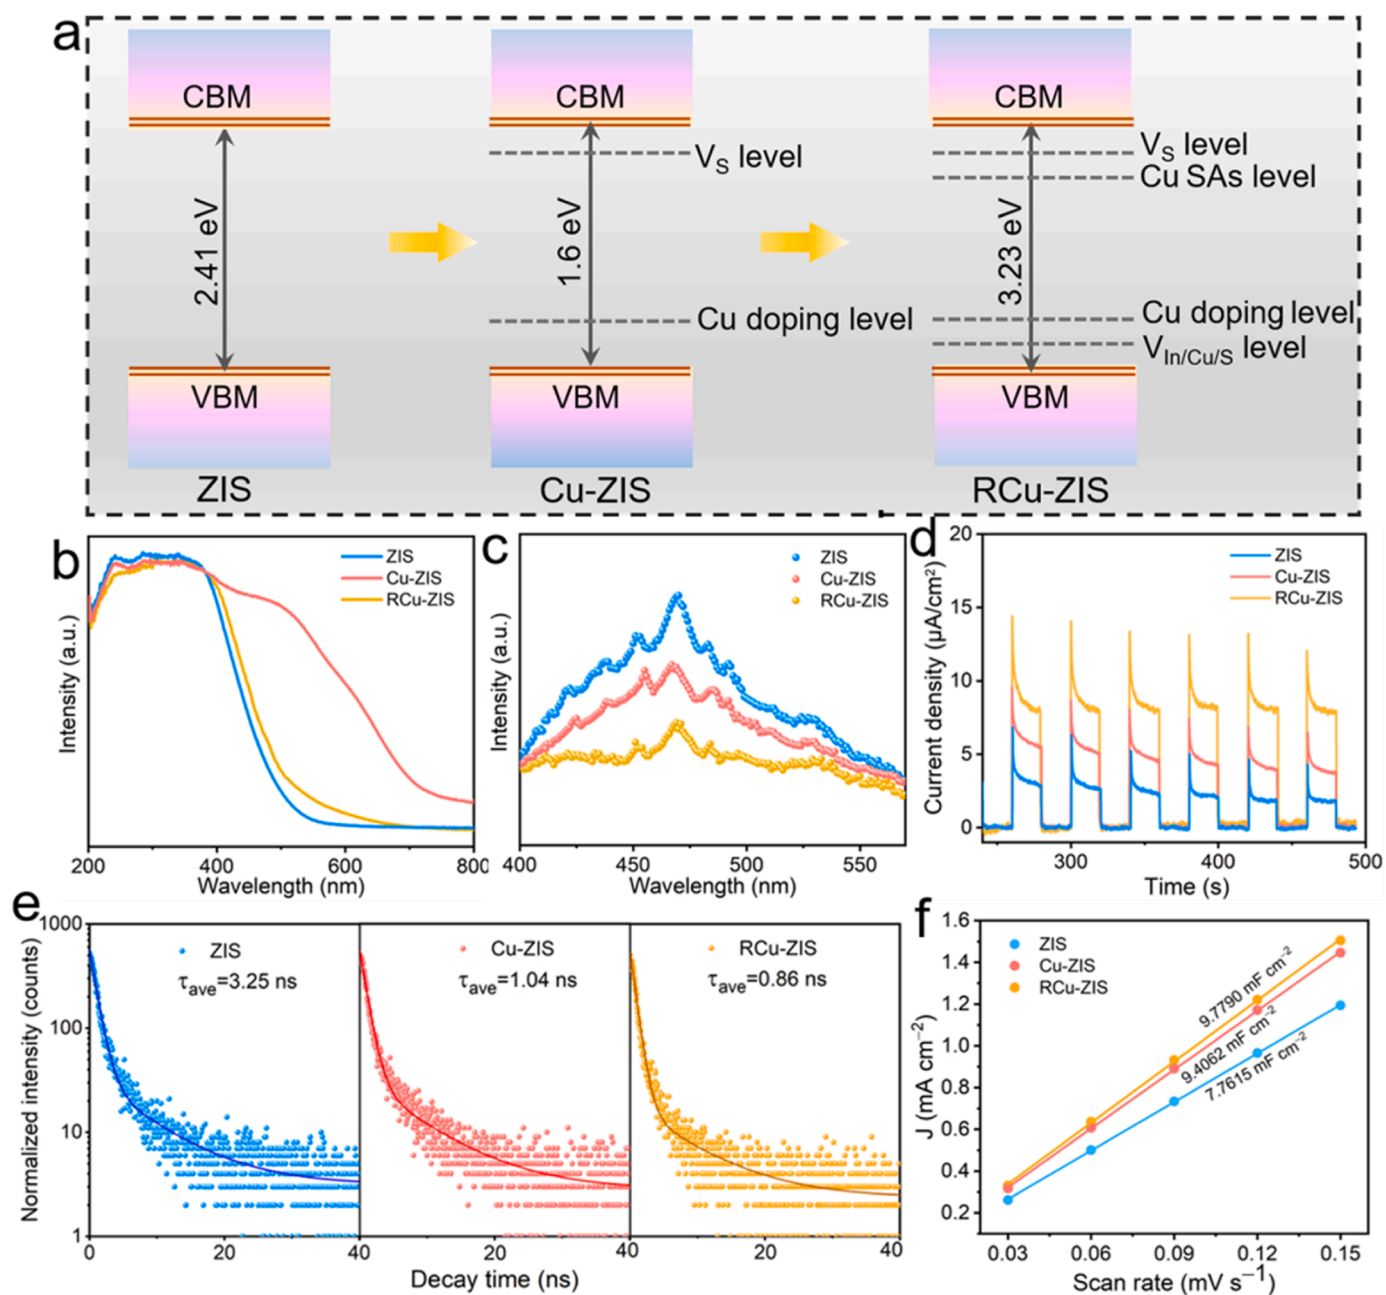 a
CBM
CBM
CBM
V_S level
V_S level
Cu SAs level
2.41 eV
1.6 eV
3.23 eV
Cu doping level
Cu doping level
V_In/Cu/S level
VBM
VBM
VBM
ZIS
Cu-ZIS
RCu-ZIS
b
ZIS
Cu-ZIS
RCu-ZIS
Intensity (a.u.)
200 400 600 800
Wavelength (nm)
c
ZIS
Cu-ZIS
RCu-ZIS
Intensity (a.u.)
400 450 500 550
Wavelength (nm)
d
ZIS
Cu-ZIS
RCu-ZIS
Current density (μA/cm²)
20
15
10
5
0
300 400 500
Time (s)
e
Normalized intensity (counts)
1000
100
10
1
ZIS
τ_ave=3.25 ns
Cu-ZIS
τ_ave=1.04 ns
RCu-ZIS
τ_ave=0.86 ns
0 20 40 20 40 20 40
Decay time (ns)
f
ZIS
Cu-ZIS
RCu-ZIS
J (mA cm⁻²)
1.6
1.4
1.2
1.0
0.8
0.6
0.4
0.2
9.7790 mF cm⁻²
9.4062 mF cm⁻²
7.7615 mF cm⁻²
0.03 0.06 0.09 0.12 0.15
Scan rate (mV s⁻¹)